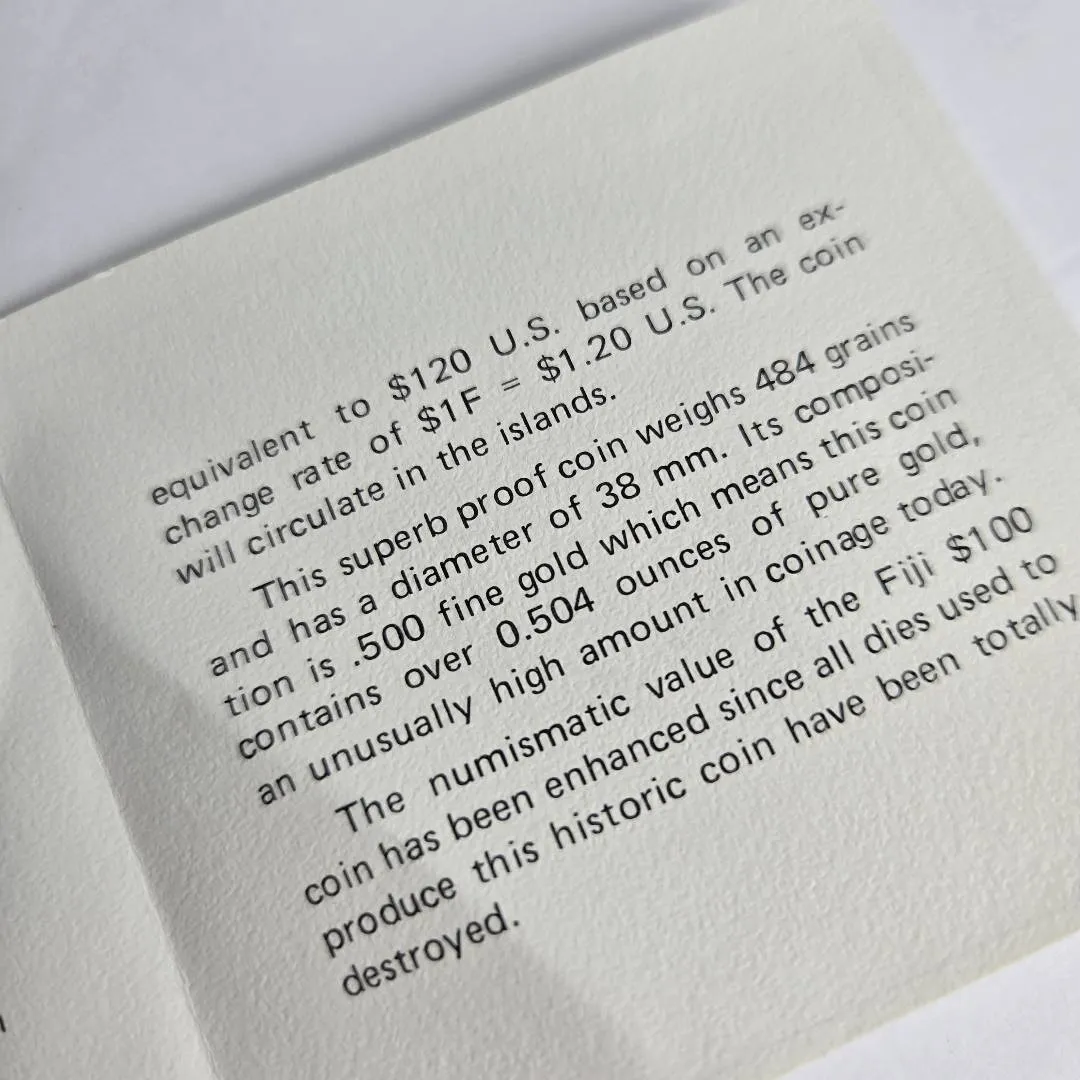 equivalent to $120 U.S. based on an ex-
change rate of $1F = $1.20 U.S. The coin
will circulate in the islands.
This superb proof coin weighs 484 grains
and has a diameter of 38 mm. Its composi-
tion is .500 fine gold which means this coin
contains over 0.504 ounces of pure gold,
an unusually high amount in coinage today.
The numismatic value of the Fiji $100
coin has been enhanced since all dies used to
produce this historic coin have been totally
destroyed.